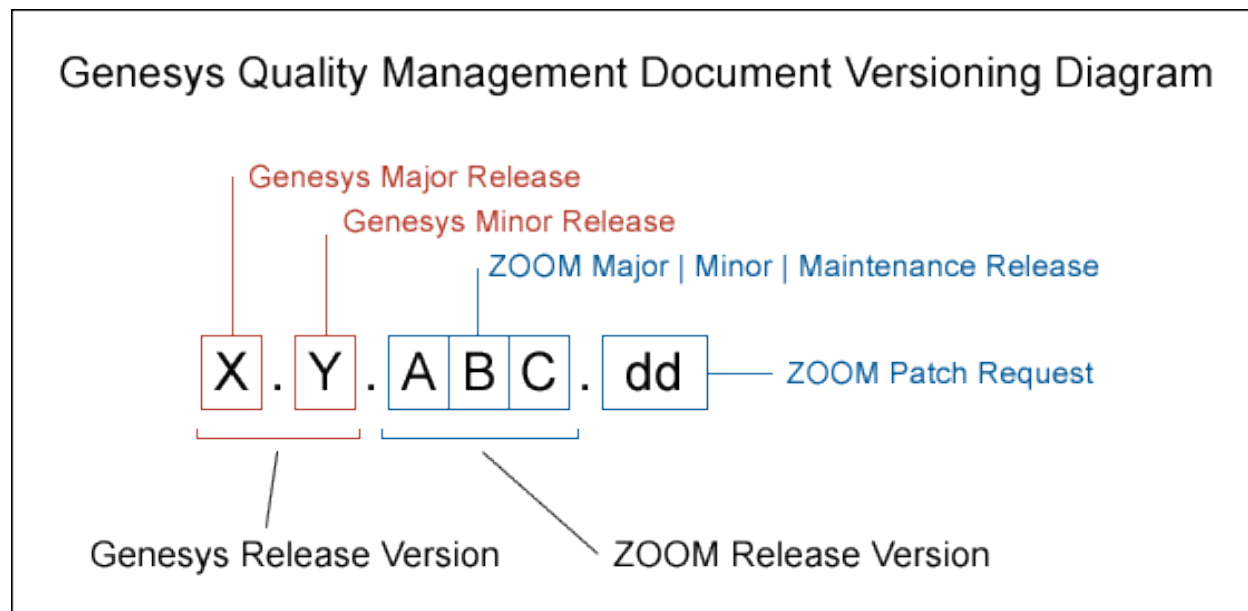 Genesys Quality Management Document Versioning Diagram
Genesys Major Release
Genesys Minor Release
ZOOM Major | Minor | Maintenance Release
X . Y . A B C . dd
ZOOM Patch Request
Genesys Release Version
ZOOM Release Version